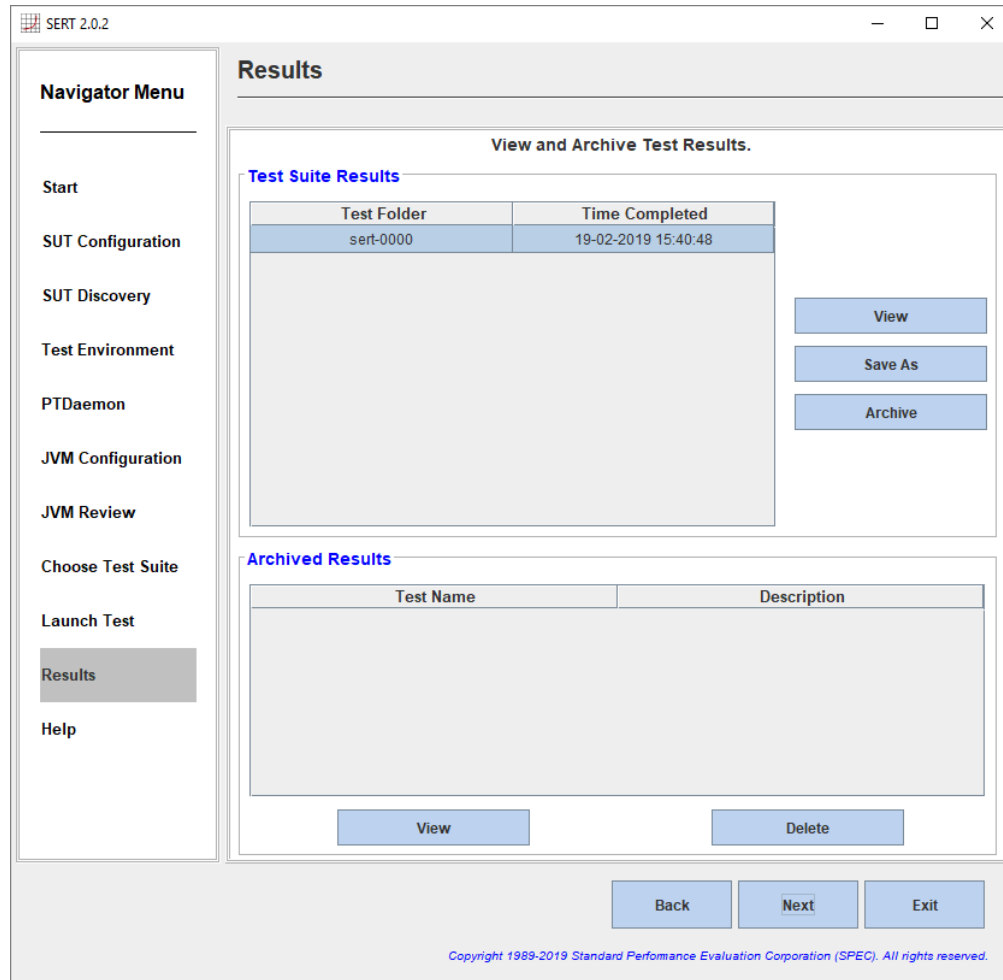 SERT 2.0.2
Navigator Menu
Start
SUT Configuration
SUT Discovery
Test Environment
PTDaemon
JVM Configuration
JVM Review
Choose Test Suite
Launch Test
Results
Help
Results
View and Archive Test Results.
Test Suite Results
Test Folder Time Completed
sert-0000 19-02-2019 15:40:48
View
Save As
Archive
Archived Results
Test Name Description
View Delete
Back Next Exit
Copyright 1989-2019 Standard Performance Evaluation Corporation (SPEC). All rights reserved.